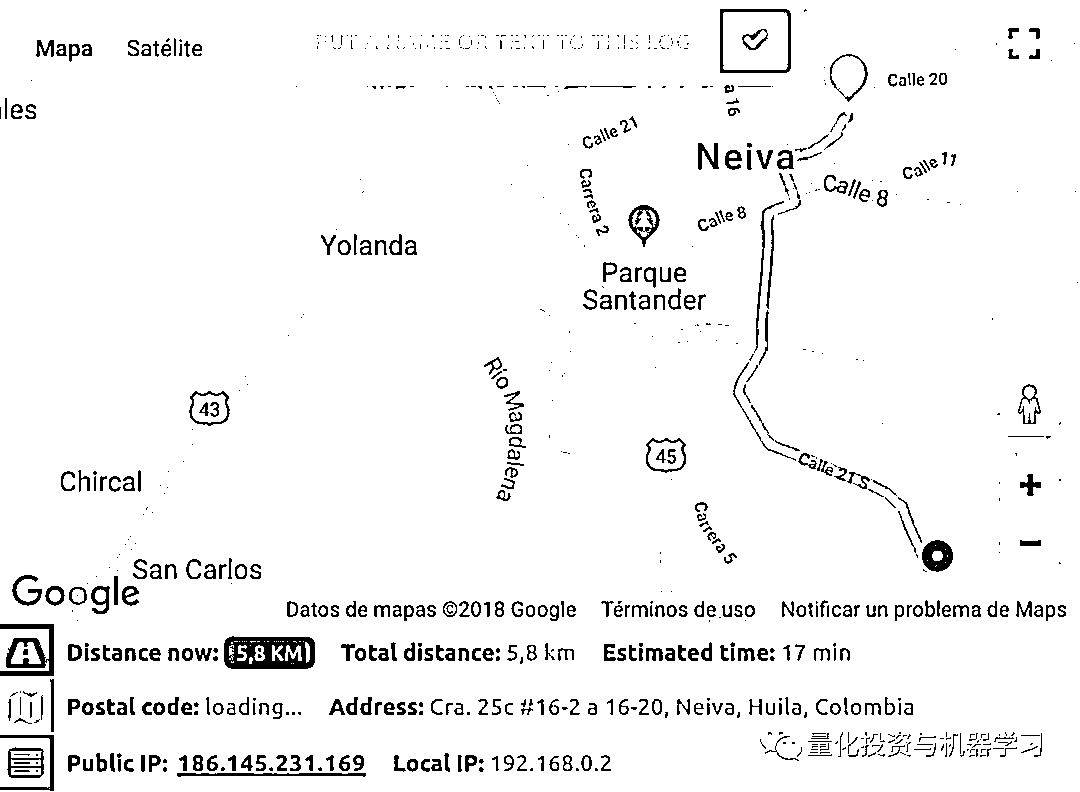 Mapa Satélite PUT A NAME OR TEXT TO THIS LOG
Calle 20
ales
a 16
Calle 21
Neiva
Calle 11
Carrera 2
Calle 8
Calle 8
Yolanda
Parque
Santander
Río Magdalena
43
45
Calle 21 S
Chircal
Carrera 5
San Carlos
Google
Datos de mapas ©2018 Google Términos de uso Notificar un problema de Maps
Distance now: 5,8 KM Total distance: 5,8 km Estimated time: 17 min
Postal code: loading... Address: Cra. 25c #16-2 a 16-20, Neiva, Huila, Colombia
量化投资与机器学习
Public IP: 186.145.231.169 Local IP: 192.168.0.2